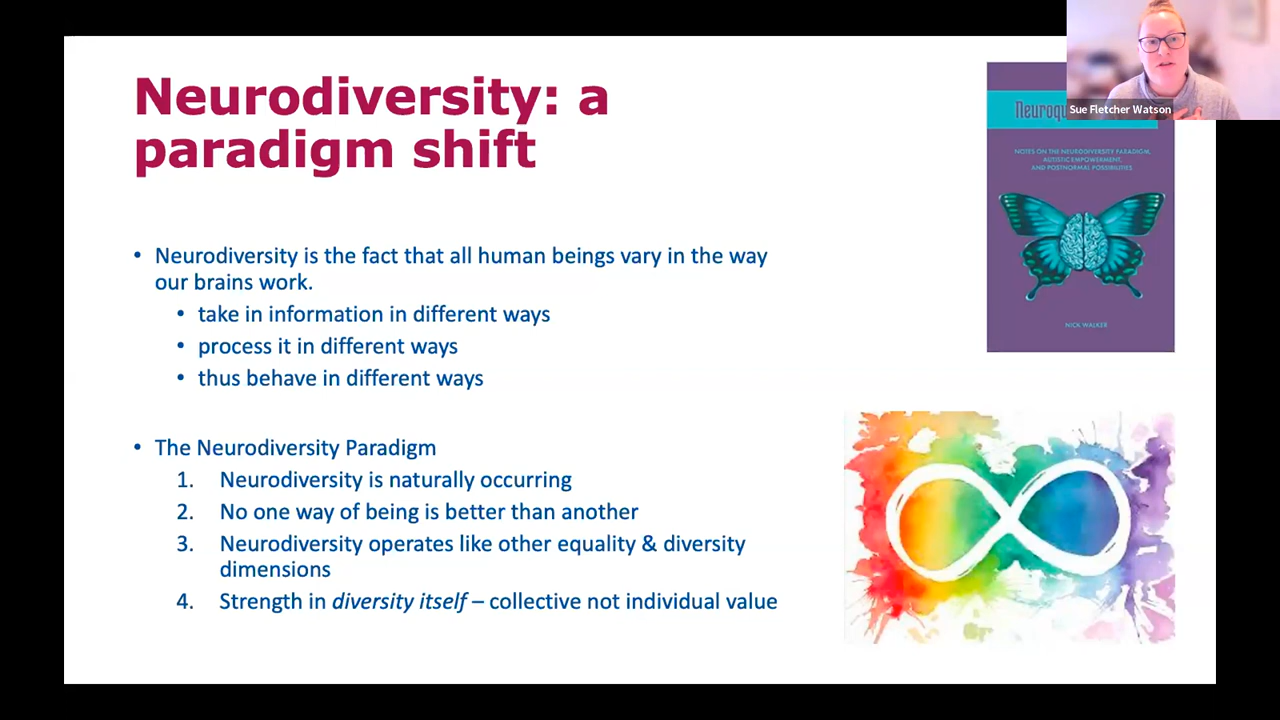 Neurodiversity: a
paradigm shift
• Neurodiversity is the fact that all human beings vary in the way
our brains work.
• take in information in different ways
• process it in different ways
• thus behave in different ways
• The Neurodiversity Paradigm
1. Neurodiversity is naturally occurring
2. No one way of being is better than another
3. Neurodiversity operates like other equality & diversity
dimensions
4. Strength in diversity itself – collective not individual value
Sue Fletcher Watson
NOTES ON THE NEURODIVERSITY PARADIGM,
AUTISTIC EMPOWERMENT,
AND POSTNORMAL POSSIBILITIES
NICK WALKER